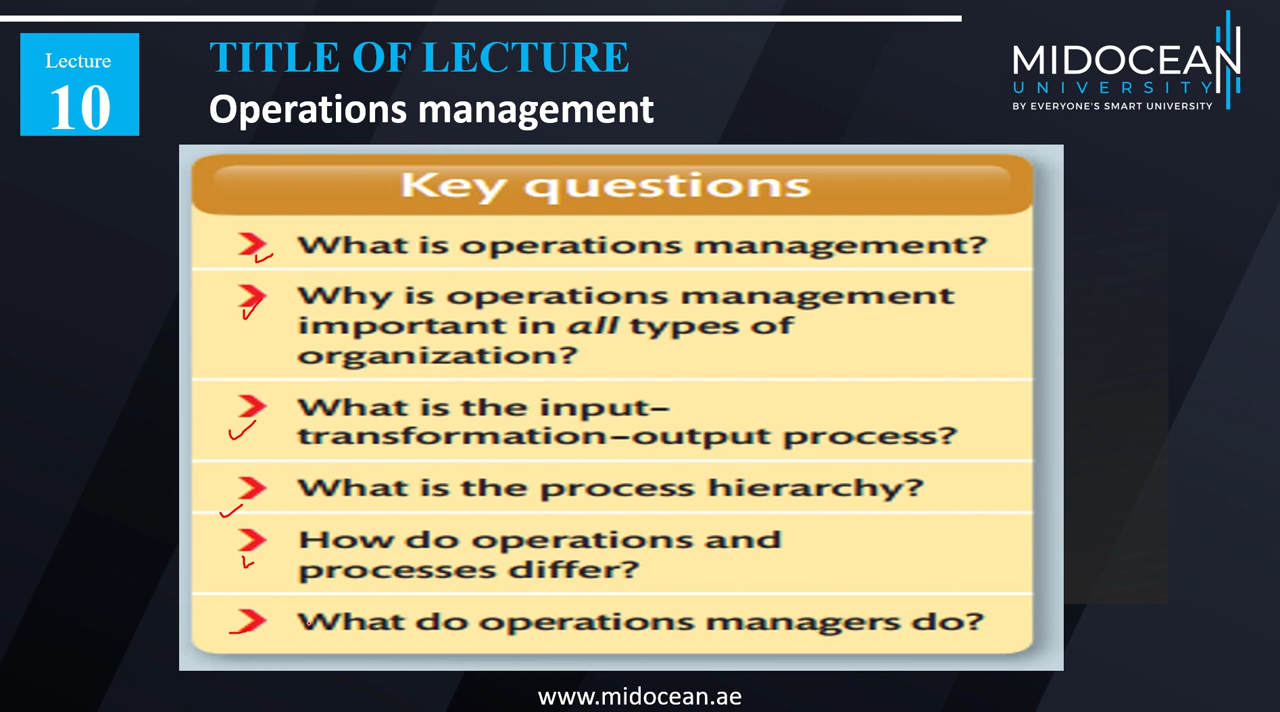 Lecture
10
TITLE OF LECTURE
Operations management
MIDOCEAN
UNIVERSITY
BY EVERYONE'S SMART UNIVERSITY
Key questions
What is operations management?
Why is operations management
important in all types of
organization?
What is the input–
transformation–output process?
What is the process hierarchy?
How do operations and
processes differ?
What do operations managers do?
www.midocean.ae